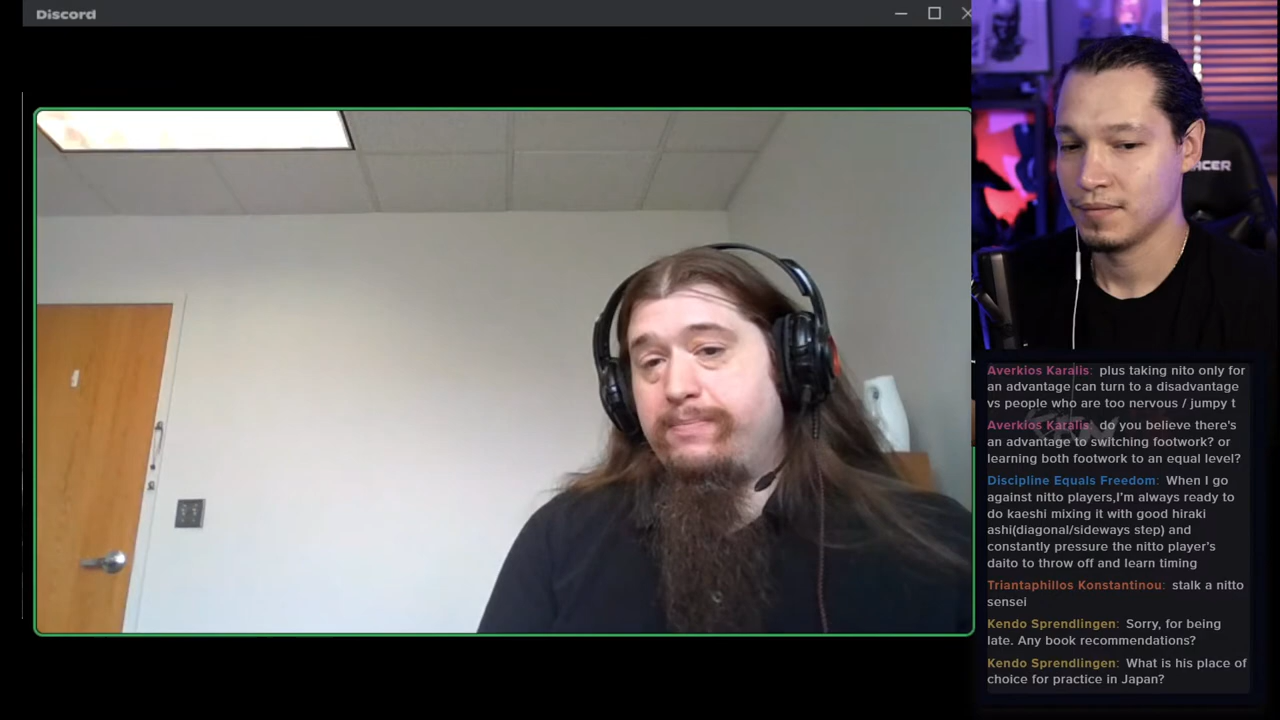 Discord
ACER
Averkios Karalis: plus taking nito only for
an advantage can turn to a disadvantage
vs people who are too nervous / jumpy t
Averkios Karalis: do you believe there's
an advantage to switching footwork? or
learning both footwork to an equal level?
Discipline Equals Freedom: When I go
against nitto players,I'm always ready to
do kaeshi mixing it with good hiraki
ashi(diagonal/sideways step) and
constantly pressure the nitto player's
daito to throw off and learn timing
Triantaphillos Konstantinou: stalk a nitto
sensei
Kendo Sprendlingen: Sorry, for being
late. Any book recommendations?
Kendo Sprendlingen: What is his place of
choice for practice in Japan?